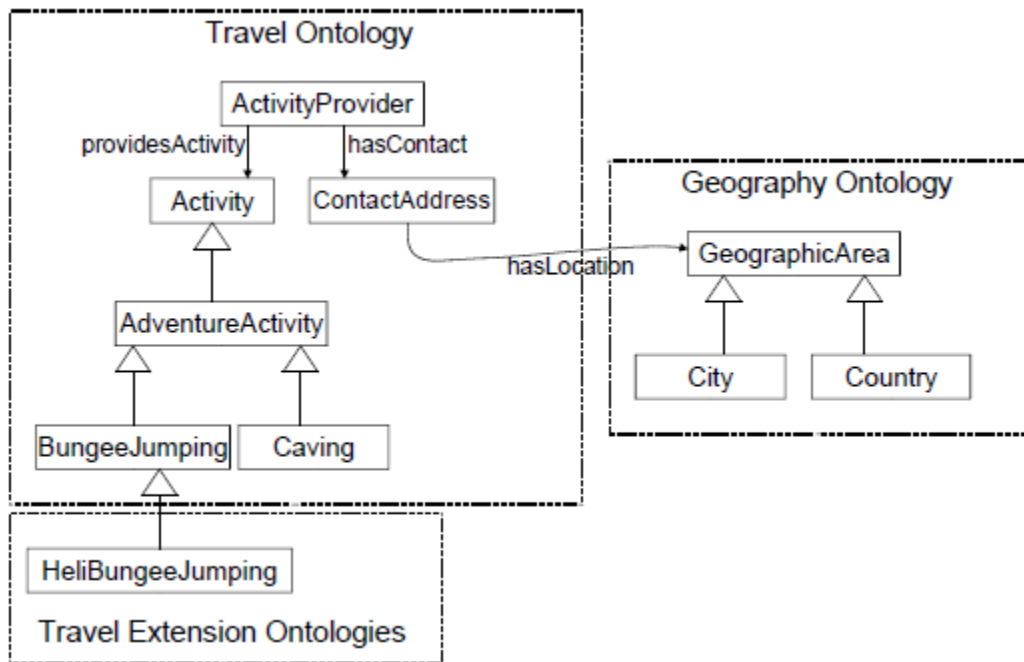 Travel Ontology
ActivityProvider
providesActivity
hasContact
Activity
ContactAddress
hasLocation
Geography Ontology
GeographicArea
City
Country
AdventureActivity
BungeeJumping
Caving
HeliBungeeJumping
Travel Extension Ontologies